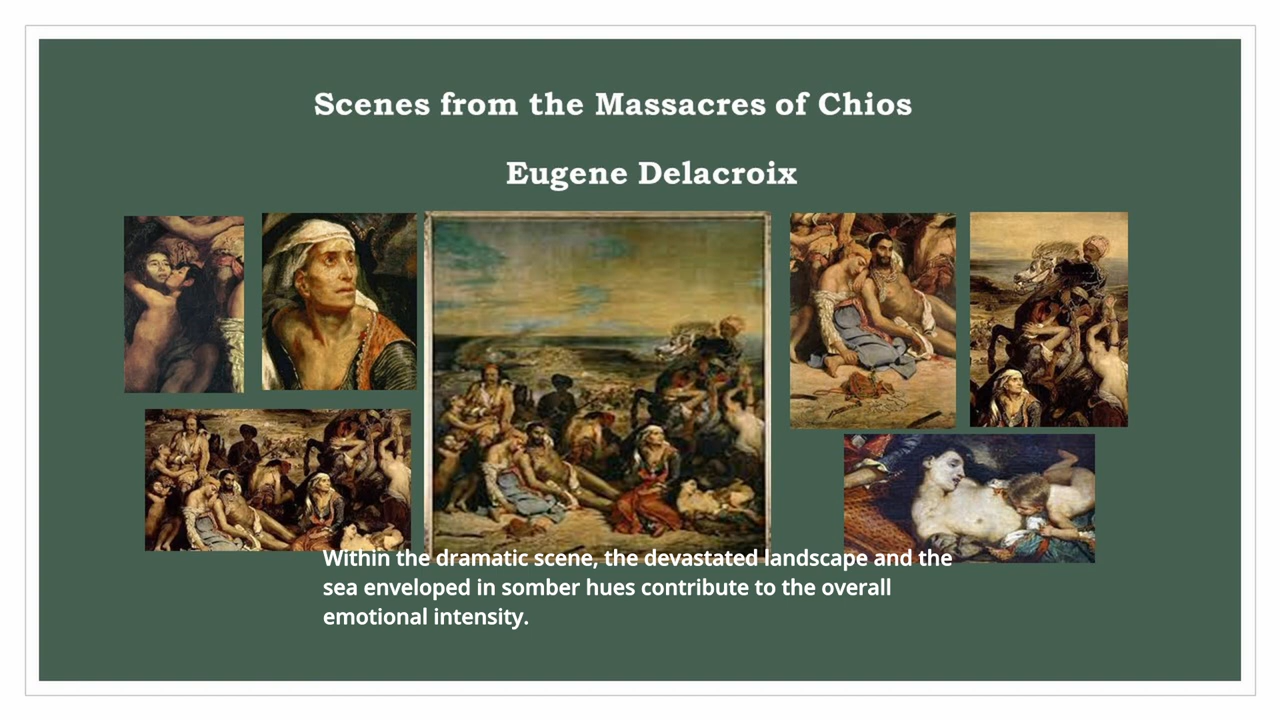 Scenes from the Massacres of Chios
Eugene Delacroix
Within the dramatic scene, the devastated landscape and the
sea enveloped in somber hues contribute to the overall
emotional intensity.